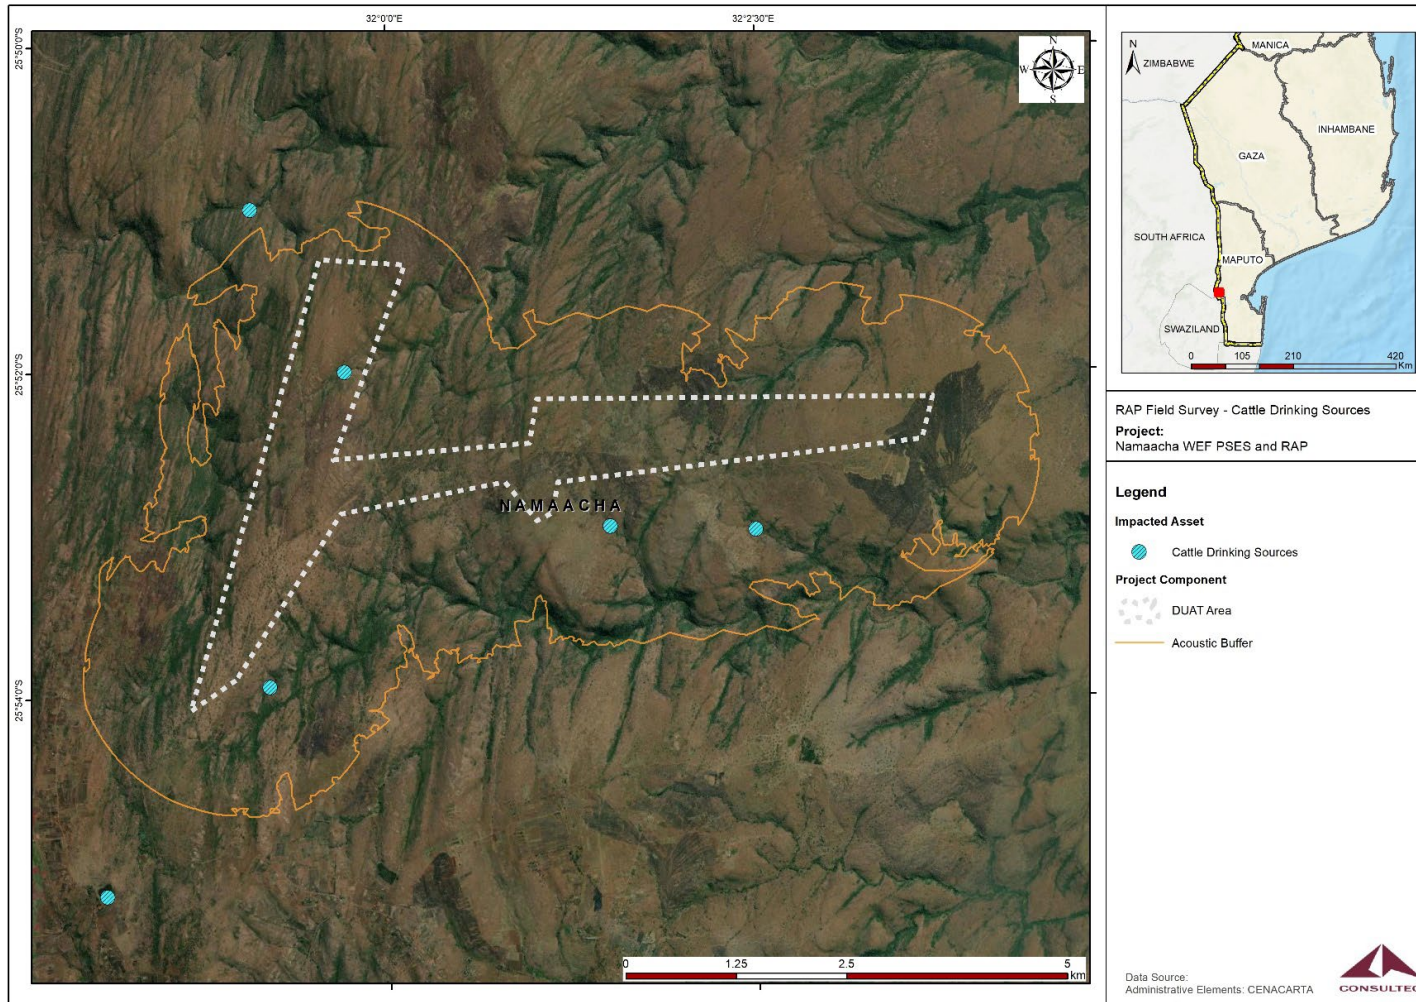 32°0'0"E
32°2'30"E
25°50'0"S
25°52'0"S
25°54'0"S
N
W
E
S
NAMAACHA
0
1.25
2.5
5
km
N
ZIMBABWE
MANICA
INHAMBANE
GAZA
SOUTH AFRICA
MAPUTO
SWAZILAND
0
105
210
420
Km
RAP Field Survey - Cattle Drinking Sources
Project:
Namaacha WEF PSES and RAP
Legend
Impacted Asset
Cattle Drinking Sources
Project Component
DUAT Area
Acoustic Buffer
Data Source:
Administrative Elements: CENACARTA
CONSULTEC